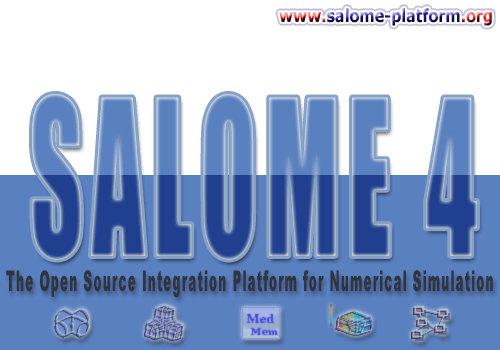 www.salome-platform.org
SALOME 4
The Open Source Integration Platform for Numerical Simulation
Med
Mem